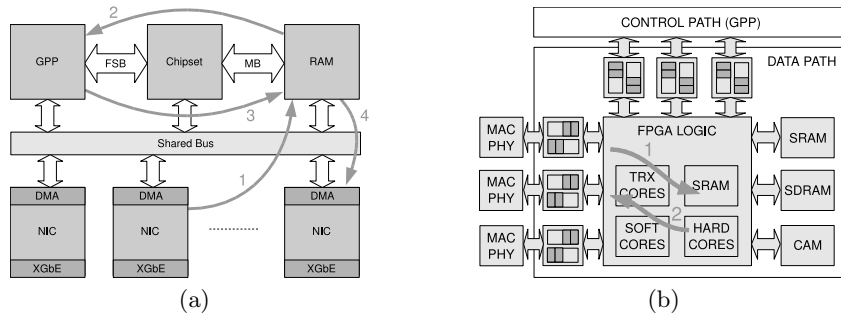 2
GPP
FSB
Chipset
MB
RAM
3
4
Shared Bus
1
DMA
DMA
DMA
NIC
NIC
NIC
XGbE
XGbE
XGbE
(a)
CONTROL PATH (GPP)
DATA PATH
MAC
PHY
FPGA LOGIC
SRAM
1
TRX
CORES
SRAM
MAC
PHY
SDRAM
2
SOFT
CORES
HARD
CORES
MAC
PHY
CAM
(b)